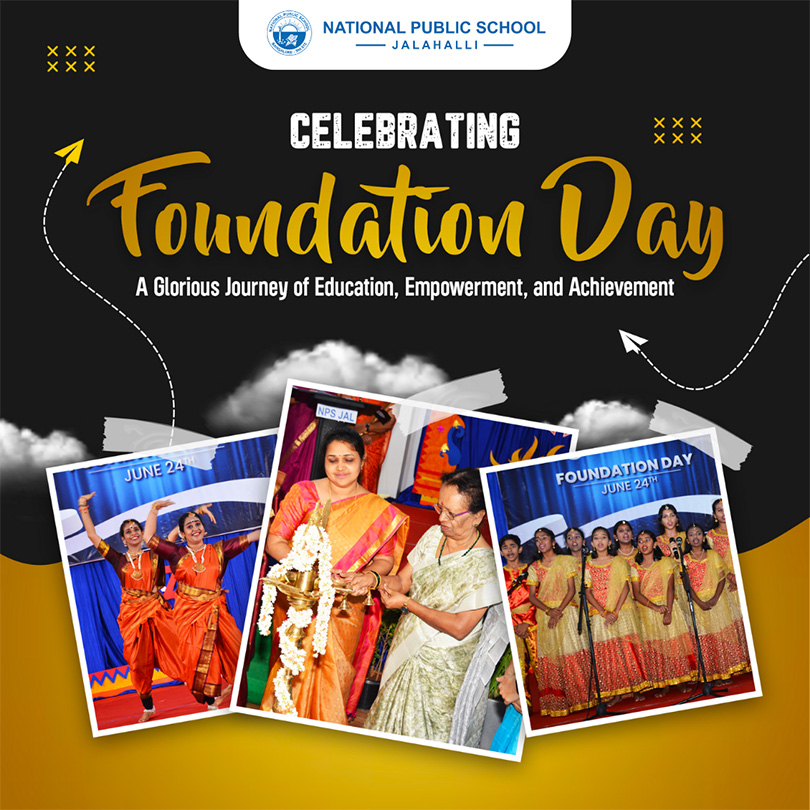 NATIONAL PUBLIC SCHOOL
JALAHALLI
CELEBRATING
Foundation Day
A Glorious Journey of Education, Empowerment, and Achievement
NPS JAL
JUNE 24TH
FOUNDATION DAY
JUNE 24TH